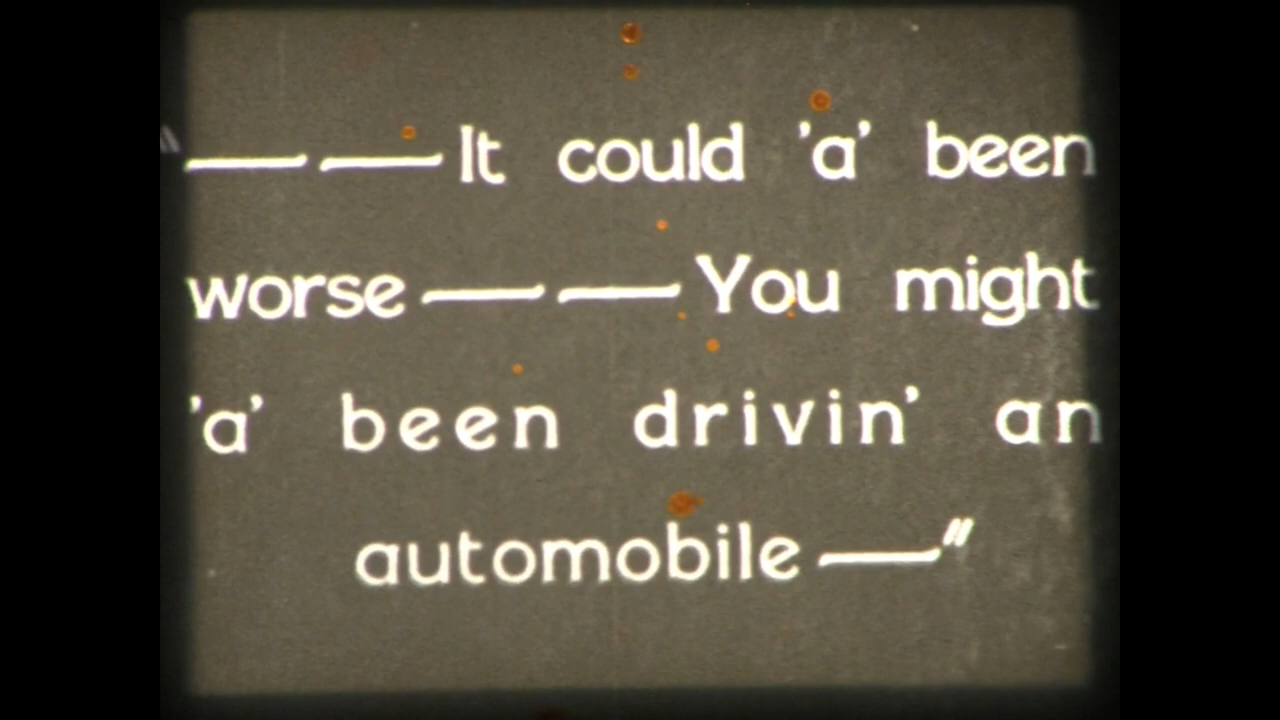 "— — It could 'a' been
worse — — You might
'a' been drivin' an
automobile —"